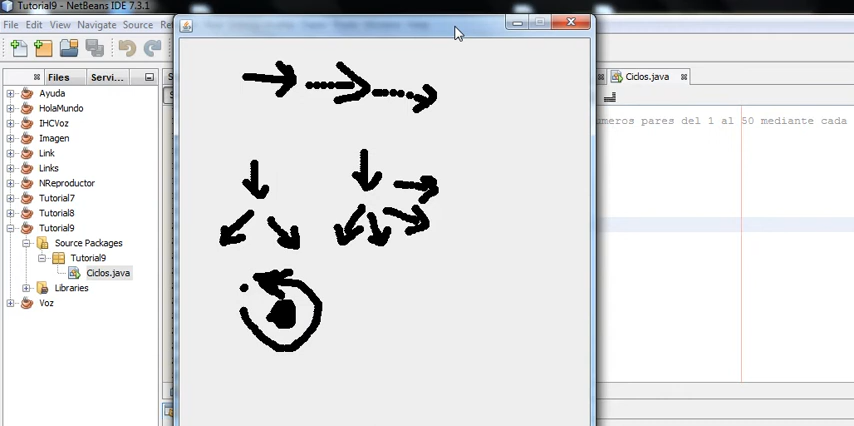 Tutorial9 - NetBeans IDE 7.3.1
File Edit View Navigate Source
Files Servi...
Ciclos.java
Ayuda
HolaMundo
IHCVoz
Imagen
Link
Links
NReproductor
Tutorial7
Tutorial8
Tutorial9
Source Packages
Tutorial9
Ciclos.java
Libraries
Voz
umeros pares del 1 al 50 mediante cada